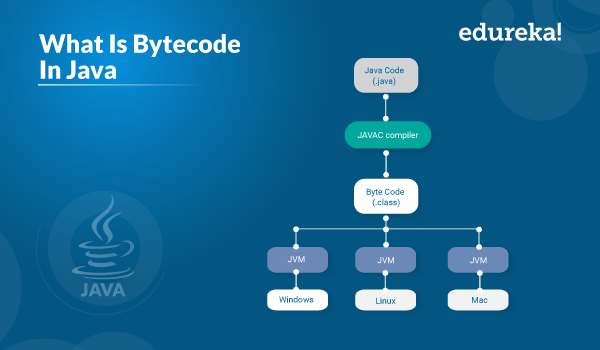 What Is Bytecode
In Java
edureka!
Java Code
(.java)
JAVAC compiler
Byte Code
(.class)
JVM
JVM
JVM
Windows
Linux
Mac
JAVA